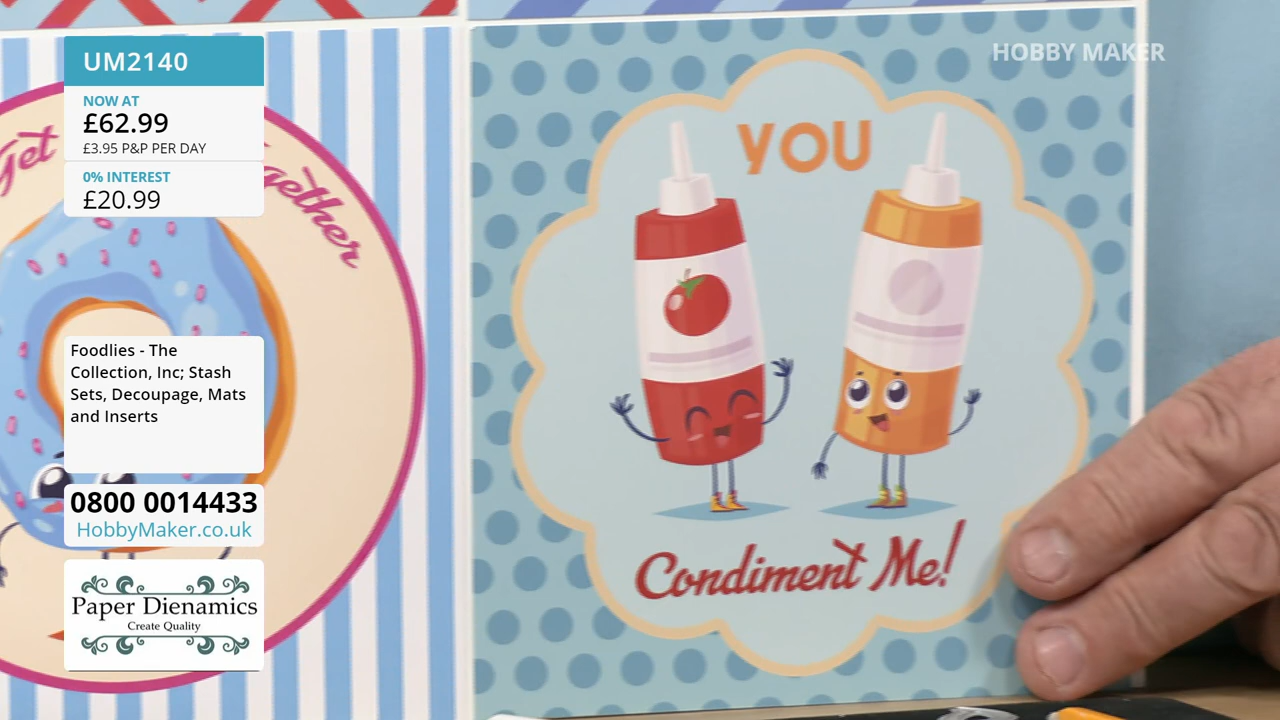 HOBBY MAKER
UM2140
NOW AT
£62.99
£3.95 P&P PER DAY
0% INTEREST
£20.99
Foodlies - The
Collection, Inc; Stash
Sets, Decoupage, Mats
and Inserts
0800 0014433
HobbyMaker.co.uk
Paper Dienamics
Create Quality
Get
YOU
Condiment Me!